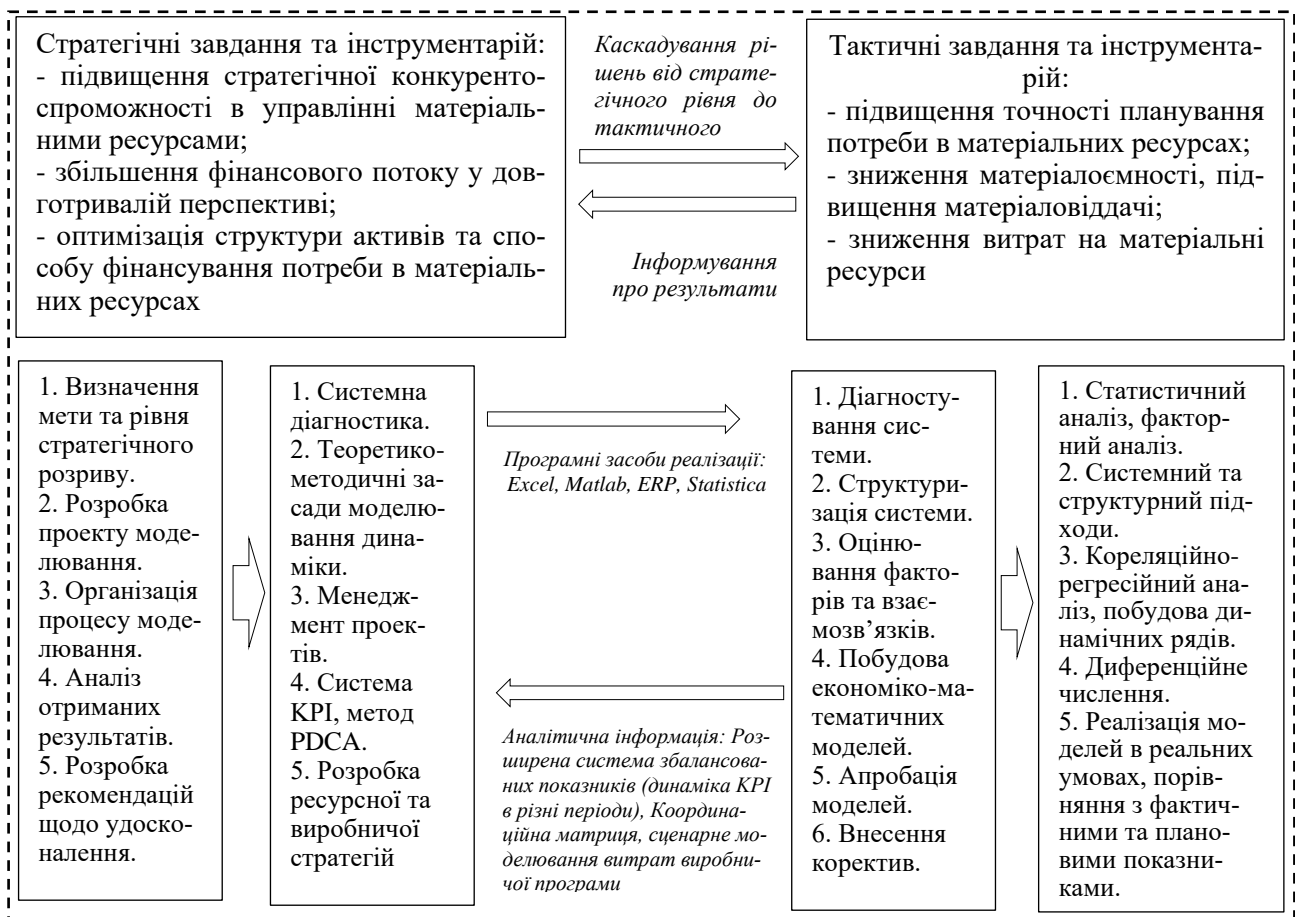 Стратегічні завдання та інструментарій:
- підвищення стратегічної конкуренто-
спроможності в управлінні матеріаль-
ними ресурсами;
- збільшення фінансового потоку у дов-
готривалій перспективі;
- оптимізація структури активів та спо-
собу фінансування потреби в матеріаль-
них ресурсах
Каскадування рі-
шень від страте-
гічного рівня до
тактичного
Інформування
про результати
Тактичні завдання та інструмента-
рій:
- підвищення точності планування
потреби в матеріальних ресурсах;
- зниження матеріалоємності, під-
вищення матеріаловіддачі;
- зниження витрат на матеріальні
ресурси
1. Визначення
мети та рівня
стратегічного
розриву.
2. Розробка
проекту моде-
лювання.
3. Організація
процесу моде-
лювання.
4. Аналіз
отриманих
результатів.
5. Розробка
рекомендацій
щодо удоско-
налення.
1. Системна
діагностика.
2. Теоретико-
методичні за-
сади моделю-
вання дина-
міки.
3. Менедж-
мент проек-
тів.
4. Система
KPI, метод
PDCA.
5. Розробка
ресурсної та
виробничої
стратегій
Програмні засоби реалізації:
Excel, Matlab, ERP, Statistica
Аналітична інформація: Роз-
ширена система збалансова-
них показників (динаміка KPI
в різні періоди), Координа-
ційна матриця, сценарне мо-
делювання витрат виробни-
чої програми
1. Діагносту-
вання сис-
теми.
2. Структури-
зація системи.
3. Оціню-
вання факто-
рів та взає-
мозв’язків.
4. Побудова
економіко-ма-
тематичних
моделей.
5. Апробація
моделей.
6. Внесення
коректив.
1. Статистичний
аналіз, фактор-
ний аналіз.
2. Системний та
структурний під-
ходи.
3. Кореляційно-
регресійний ана-
ліз, побудова ди-
намічних рядів.
4. Диференційне
числення.
5. Реалізація мо-
делей в реальних
умовах, порів-
няння з фактич-
ними та плано-
вими показни-
ками.